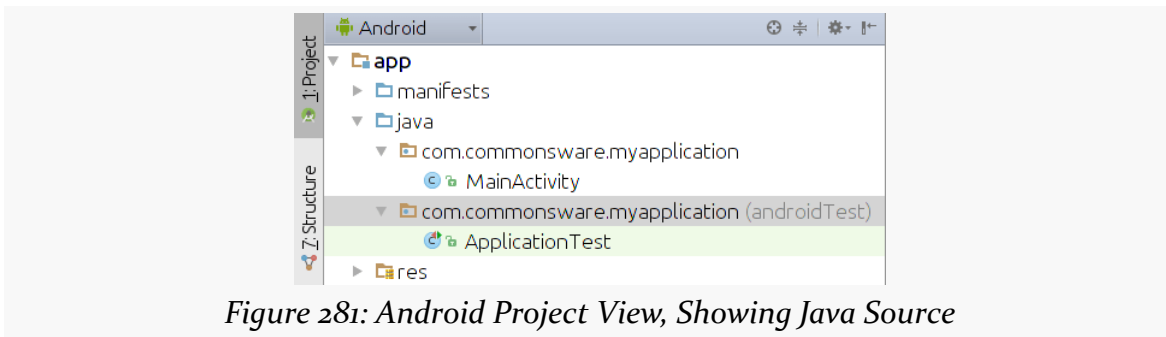 Android
1: Project
app
manifests
java
com.commonsware.myapplication
MainActivity
7: Structure
com.commonsware.myapplication (androidTest)
ApplicationTest
res
Figure 281: Android Project View, Showing Java Source